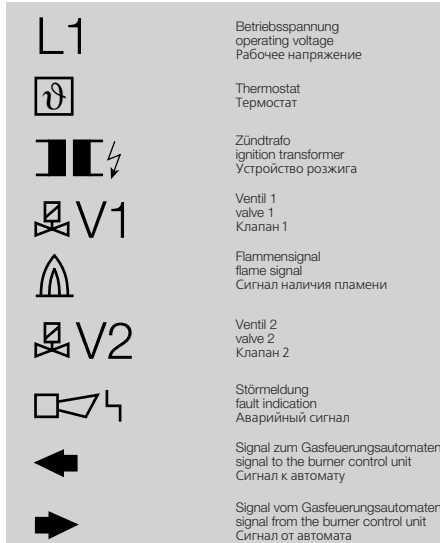 L1
Betriebsspannung
operating voltage
Рабочее напряжение
ϑ
Thermostat
Термостат
Zündtrafo
ignition transformer
Устройство розжига
V1
Ventil 1
valve 1
Клапан 1
Flammensignal
flame signal
Сигнал наличия пламени
V2
Ventil 2
valve 2
Клапан 2
Störmeldung
fault indication
Аварийный сигнал
Signal zum Gasfeuerungsautomaten
signal to the burner control unit
Сигнал к автомату
Signal vom Gasfeuerungsautomaten
signal from the burner control unit
Сигнал от автомата